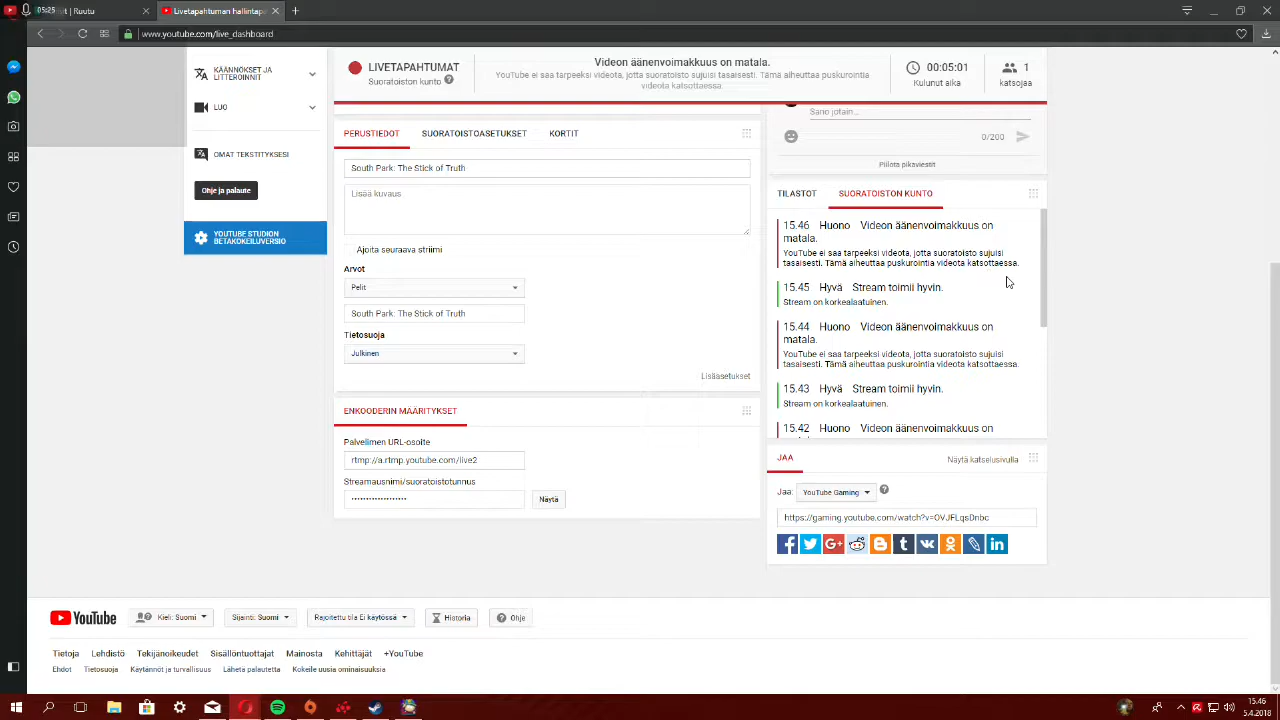 05:25
t | Ruutu
Livetapahtuman hallintapa
www.youtube.com/live_dashboard
KÄÄNNÖKSET JA
LITTEROINNIT
LUO
OMAT TEKSTITYKSESI
Ohje ja palaute
YOUTUBE STUDION
BETAKOKEILUVERSIO
LIVETAPAHTUMAT
Suoratoiston kunto
Videon äänenvoimakkuus on matala.
YouTube ei saa tarpeeksi videota, jotta suoratoisto sujuisi tasaisesti. Tämä aiheuttaa puskurointia
videota katsottaessa.
00:05:01
Kulunut aika
1
katsojaa
PERUSTIEDOT
SUORATOISTOASETUKSET
KORTIT
South Park: The Stick of Truth
Lisää kuvaus
Ajoita seuraava striimi
Arvot
Pelit
South Park: The Stick of Truth
Tietosuoja
Julkinen
Lisäasetukset
ENKOODERIN MÄÄRITYKSET
Palvelimen URL-osoite
rtmp://a.rtmp.youtube.com/live2
Streamausnimi/suoratoistotunnus
Näytä
Sano jotain...
0/200
Piilota pikaviestit
TILASTOT
SUORATOISTON KUNTO
15.46 Huono Videon äänenvoimakkuus on
matala.
YouTube ei saa tarpeeksi videota, jotta suoratoisto sujuisi
tasaisesti. Tämä aiheuttaa puskurointia videota katsottaessa.
15.45 Hyvä Stream toimii hyvin.
Stream on korkealaatuinen.
15.44 Huono Videon äänenvoimakkuus on
matala.
YouTube ei saa tarpeeksi videota, jotta suoratoisto sujuisi
tasaisesti. Tämä aiheuttaa puskurointia videota katsottaessa.
15.43 Hyvä Stream toimii hyvin.
Stream on korkealaatuinen.
15.42 Huono Videon äänenvoimakkuus on
JAA
Näytä katselusivulla
Jaa:
YouTube Gaming
https://gaming.youtube.com/watch?v=OVJFLqsDnbc
YouTube
Kieli: Suomi
Sijainti: Suomi
Rajoitettu tila Ei käytössä
Historia
Ohje
Tietoja Lehdistö Tekijänoikeudet Sisällöntuottajat Mainosta Kehittäjät +YouTube
Ehdot Tietosuoja Käytännöt ja turvallisuus Lähetä palautetta Kokeile uusia ominaisuuksia
15.46
5.4.2018